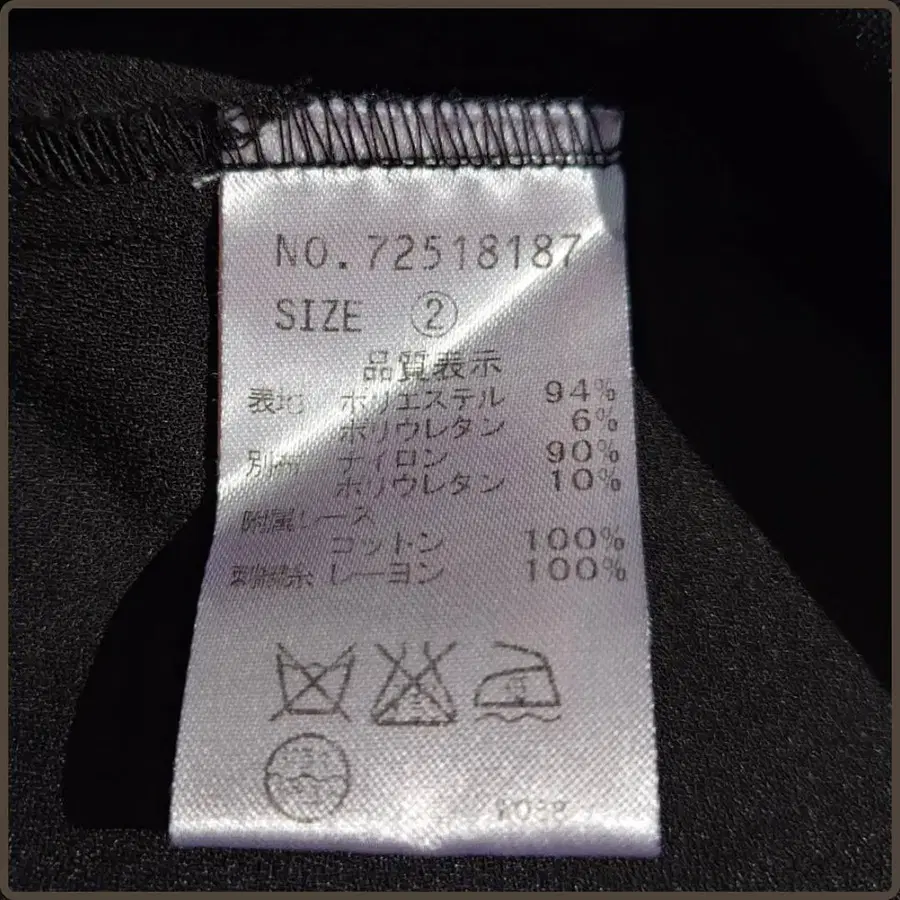 NO.72518187
SIZE ②
品質表示
表地 ポリエステル 94%
ポリウレタン 6%
別布 ナイロン 90%
ポリウレタン 10%
附属レース
コットン 100%
刺繍糸 レーヨン 100%